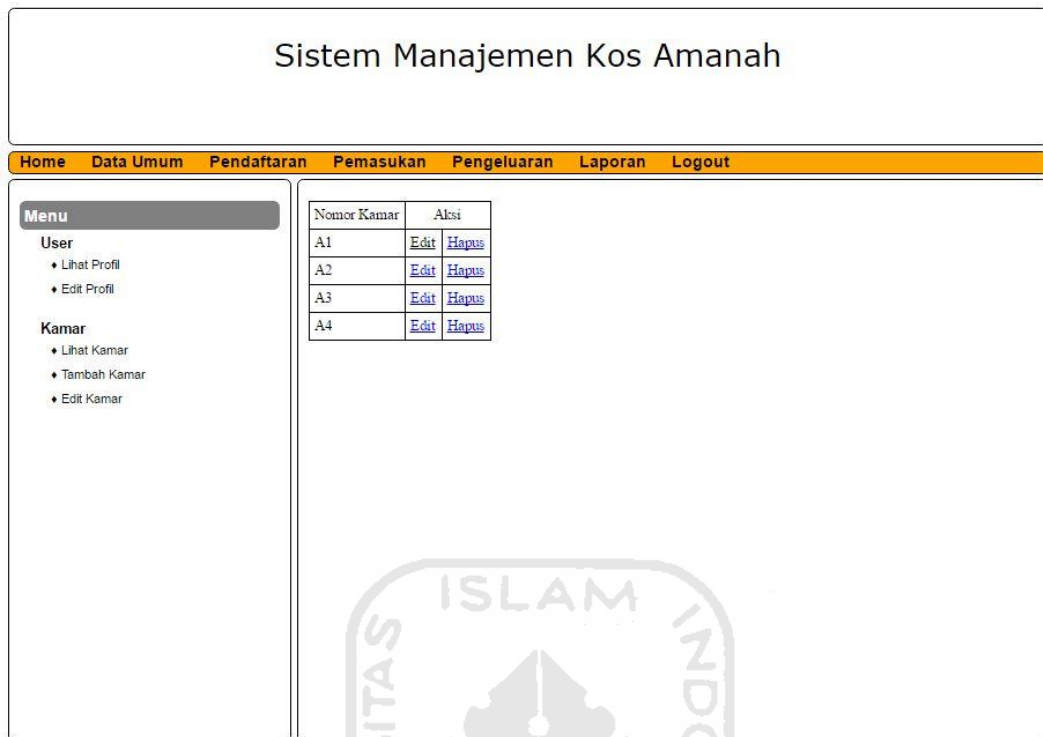 Sistem Manajemen Kos Amanah
Home Data Umum Pendaftaran Pemasukan Pengeluaran Laporan Logout
Menu
User
♦ Lihat Profil
♦ Edit Profil
Kamar
♦ Lihat Kamar
♦ Tambah Kamar
♦ Edit Kamar
Nomor Kamar Aksi
A1 Edit Hapus
A2 Edit Hapus
A3 Edit Hapus
A4 Edit Hapus
ITAS ISLAM INDO